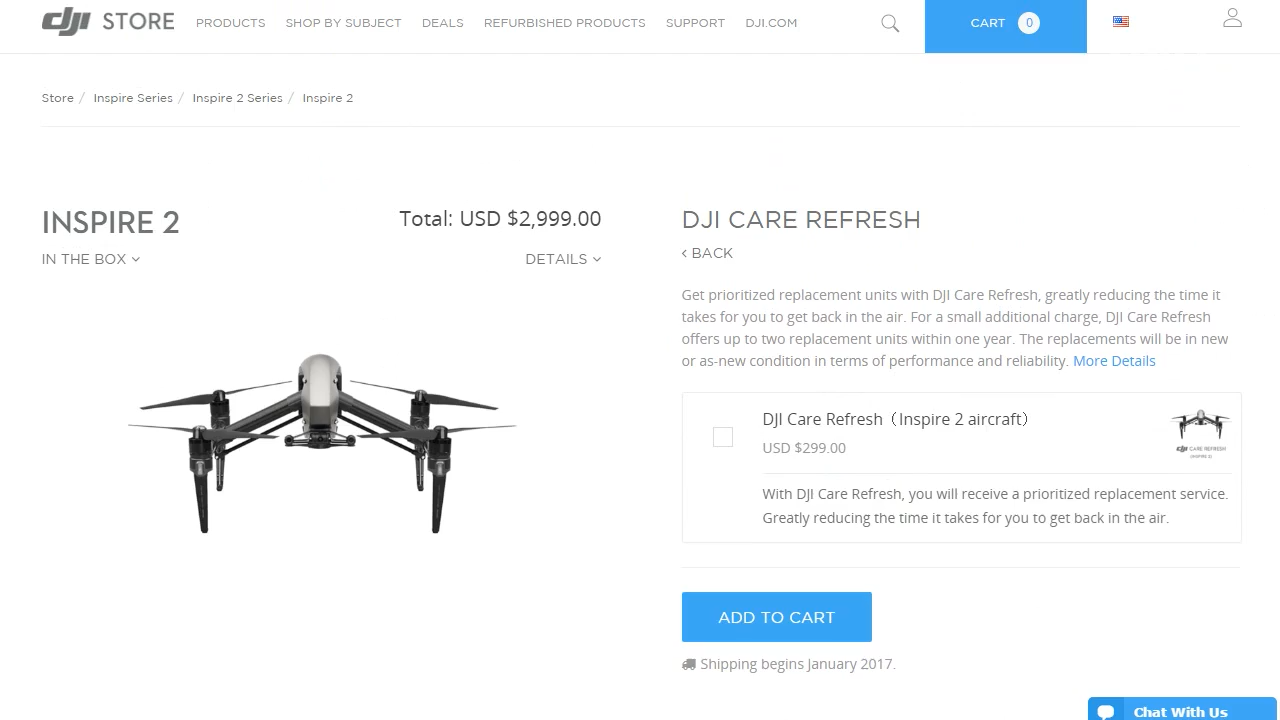 dji STORE PRODUCTS SHOP BY SUBJECT DEALS REFURBISHED PRODUCTS SUPPORT DJI.COM CART 0
Store / Inspire Series / Inspire 2 Series / Inspire 2
INSPIRE 2
Total: USD $2,999.00
IN THE BOX
DETAILS
DJI CARE REFRESH
BACK
Get prioritized replacement units with DJI Care Refresh, greatly reducing the time it
takes for you to get back in the air. For a small additional charge, DJI Care Refresh
offers up to two replacement units within one year. The replacements will be in new
or as-new condition in terms of performance and reliability. More Details
DJI Care Refresh（Inspire 2 aircraft）
USD $299.00
dji CARE REFRESH
(INSPIRE 2)
With DJI Care Refresh, you will receive a prioritized replacement service.
Greatly reducing the time it takes for you to get back in the air.
ADD TO CART
Shipping begins January 2017.
Chat With Us